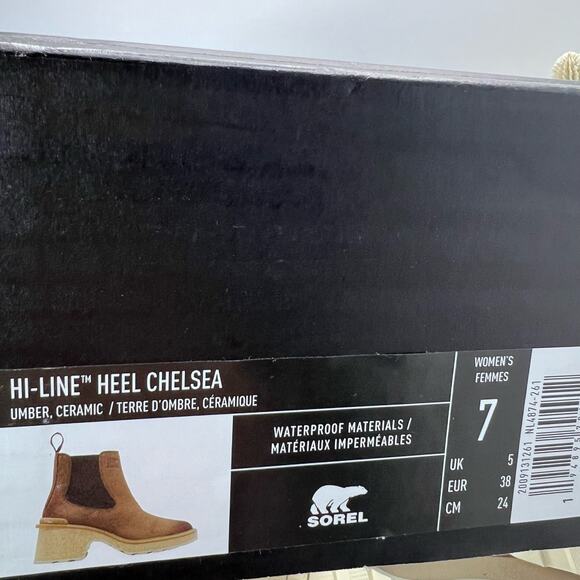 HI-LINE™ HEEL CHELSEA
UMBER, CERAMIC / TERRE D'OMBRE, CÉRAMIQUE
WATERPROOF MATERIALS /
MATÉRIAUX IMPERMÉABLES
SOREL
WOMEN'S
FEMMES
7
UK 5
EUR 38
CM 24
2009131261 NL4874-261